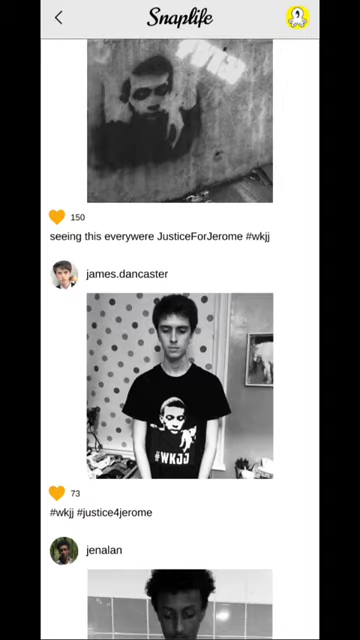 Snaplife
150
seeing this everywere JusticeForJerome #wkjj
james.dancaster
#WKJJ
73
#wkjj #justice4jerome
jenalan